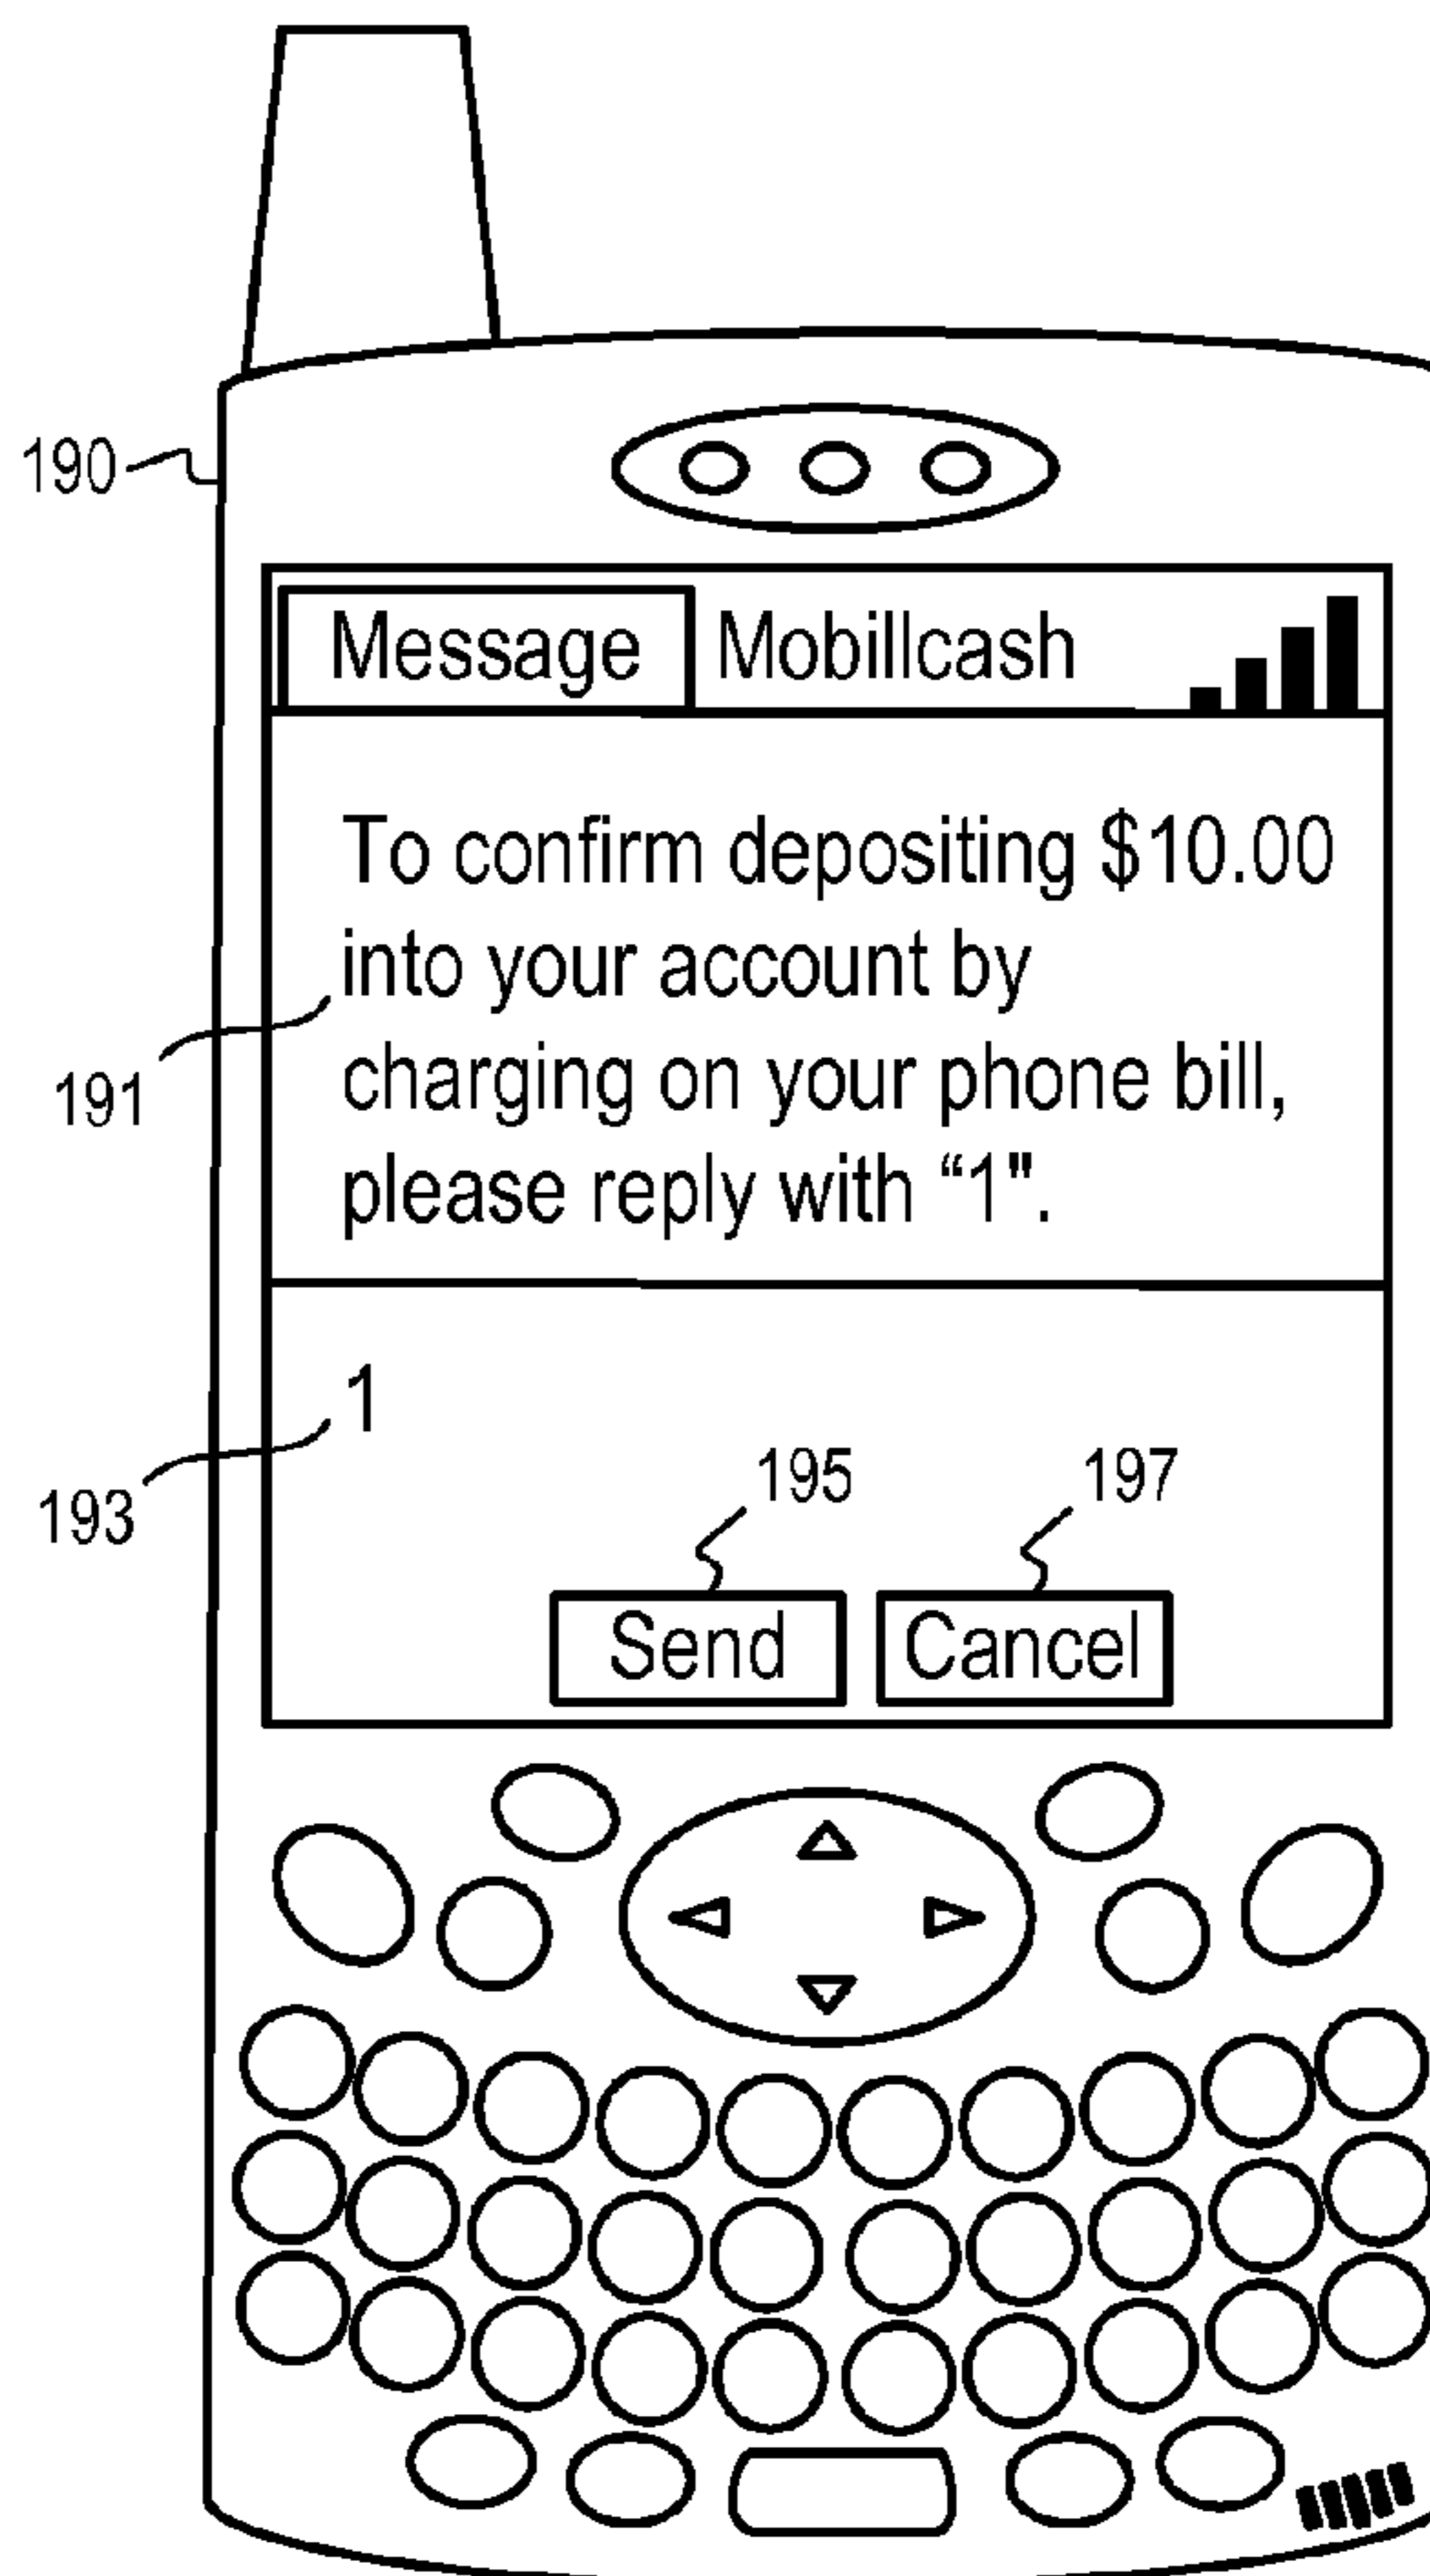 190
Message Mobillcash
To confirm depositing $10.00
into your account by
charging on your phone bill,
please reply with “1".
191
1
193
195 197
Send Cancel